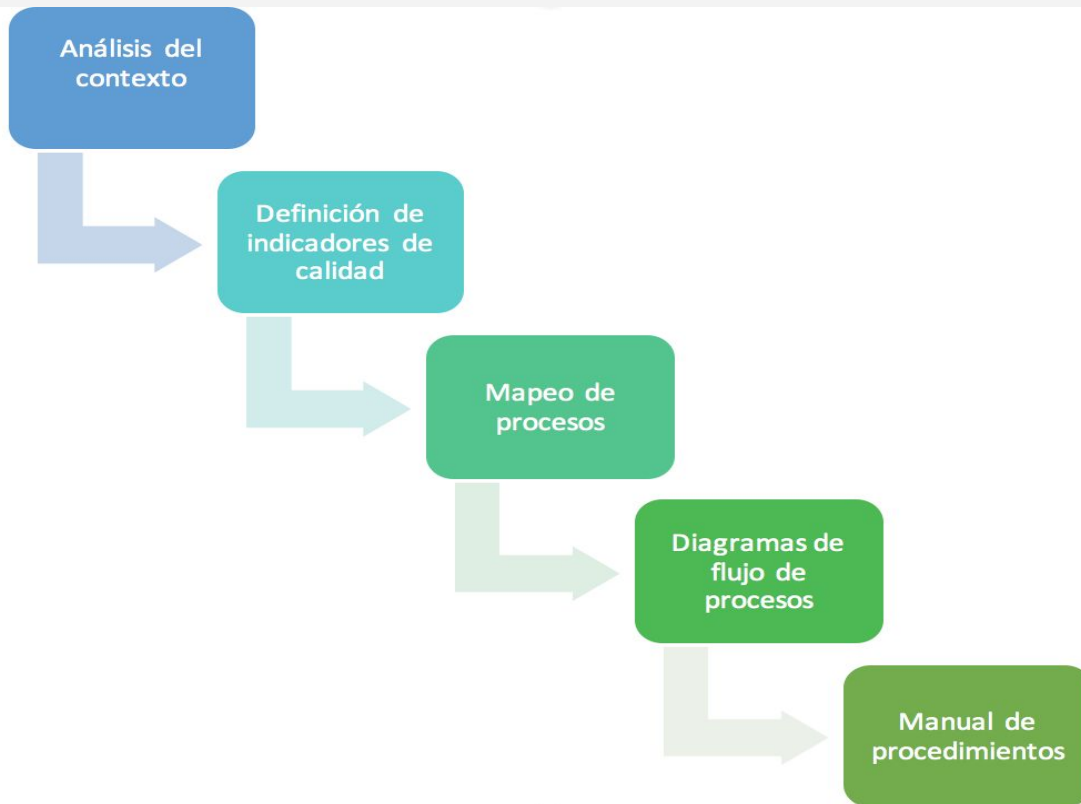 Análisis del
contexto
Definición de
indicadores de
calidad
Mapeo de
procesos
Diagramas de
flujo de
procesos
Manual de
procedimientos